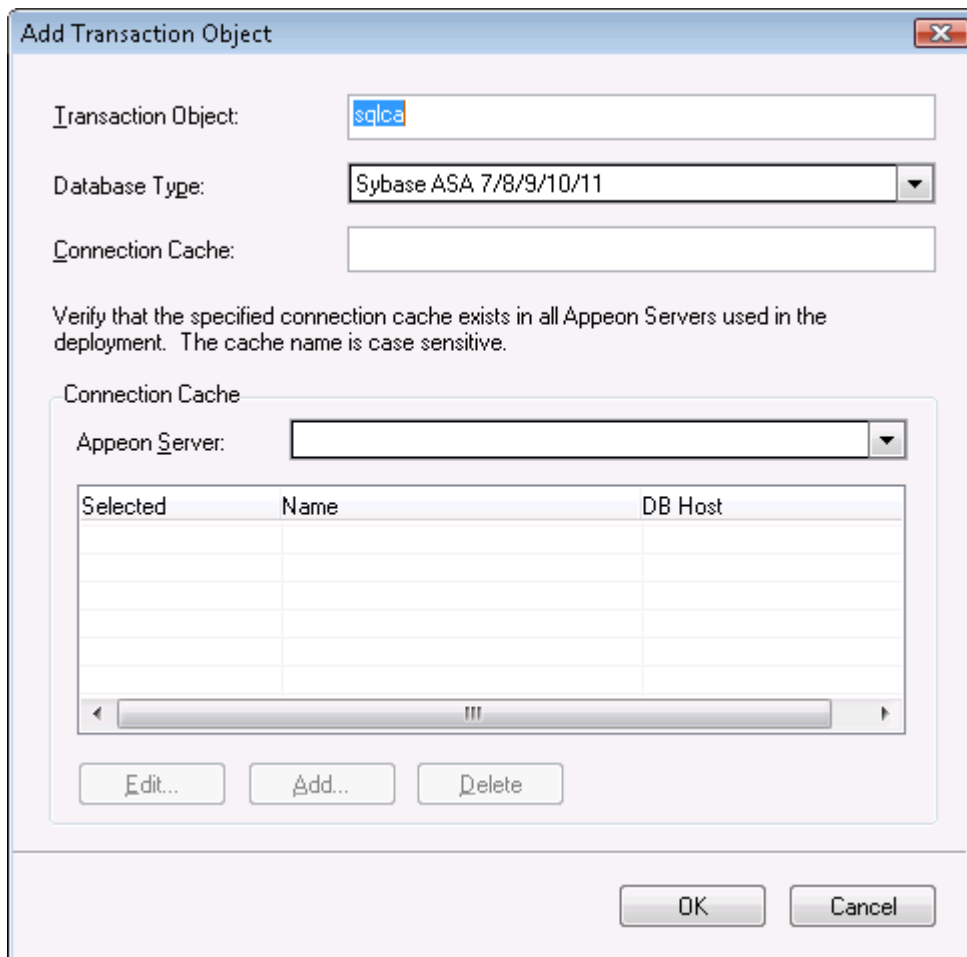 Add Transaction Object
Transaction Object: sqlca
Database Type: Sybase ASA 7/8/9/10/11
Connection Cache:
Verify that the specified connection cache exists in all Appeon Servers used in the
deployment. The cache name is case sensitive.
Connection Cache
Appeon Server:
Selected Name DB Host
Edit... Add... Delete
OK Cancel